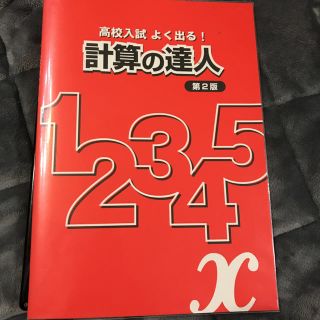 高校入試 よく出る！
計算の達人
第2版
12345
x